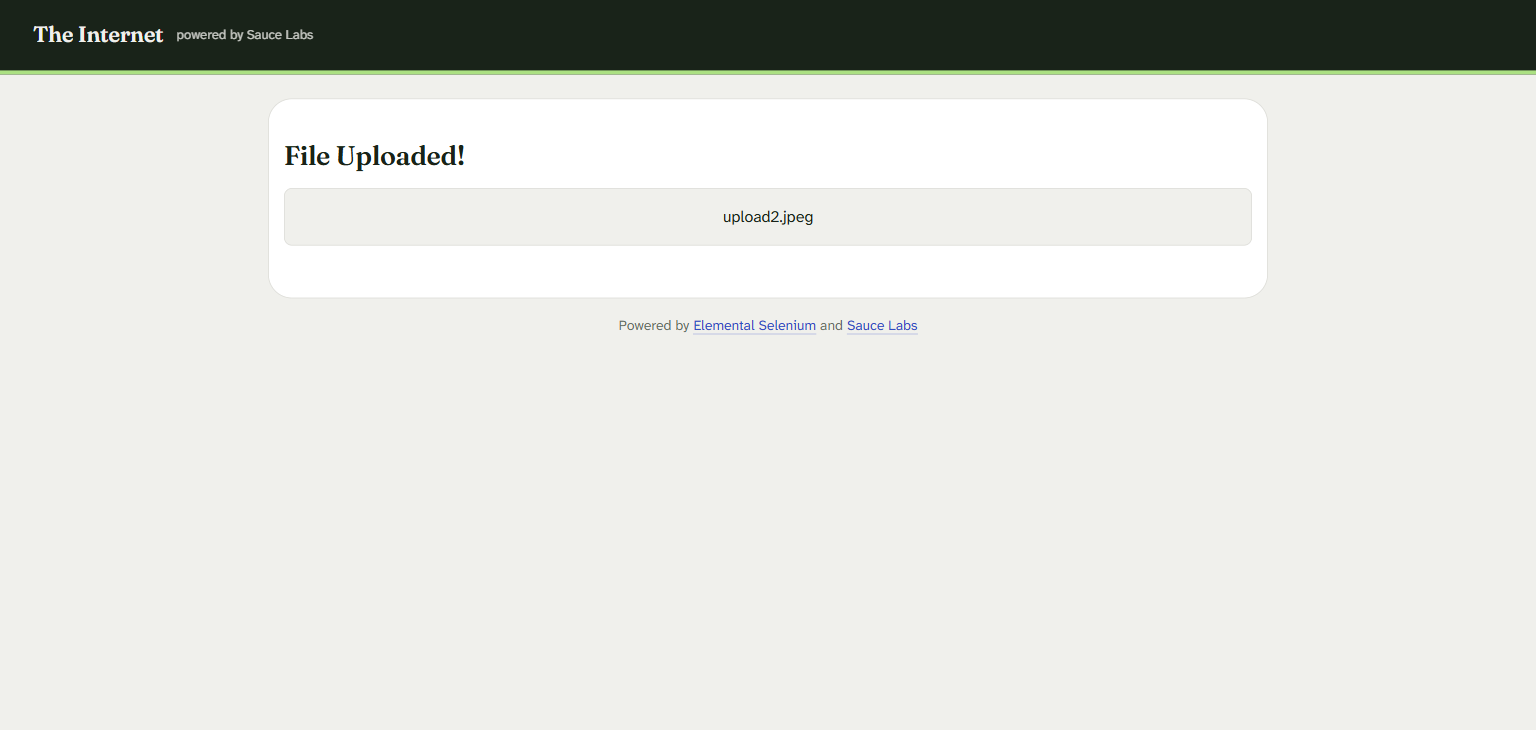 The Internet powered by Sauce Labs
File Uploaded!
upload2.jpeg
Powered by Elemental Selenium and Sauce Labs